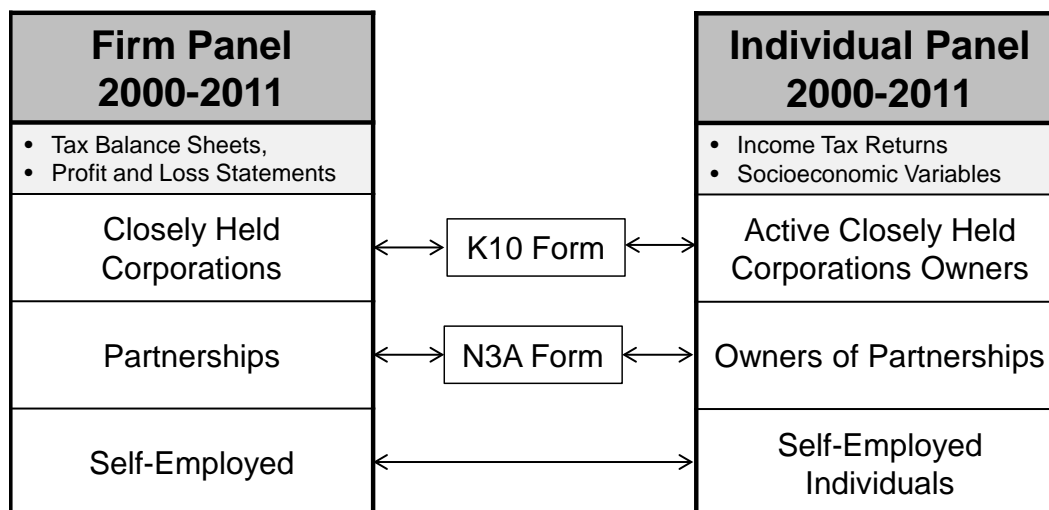 Firm Panel
2000-2011
• Tax Balance Sheets,
• Profit and Loss Statements
Closely Held
Corporations
Partnerships
Self-Employed
K10 Form
N3A Form
Individual Panel
2000-2011
• Income Tax Returns
• Socioeconomic Variables
Active Closely Held
Corporations Owners
Owners of Partnerships
Self-Employed
Individuals